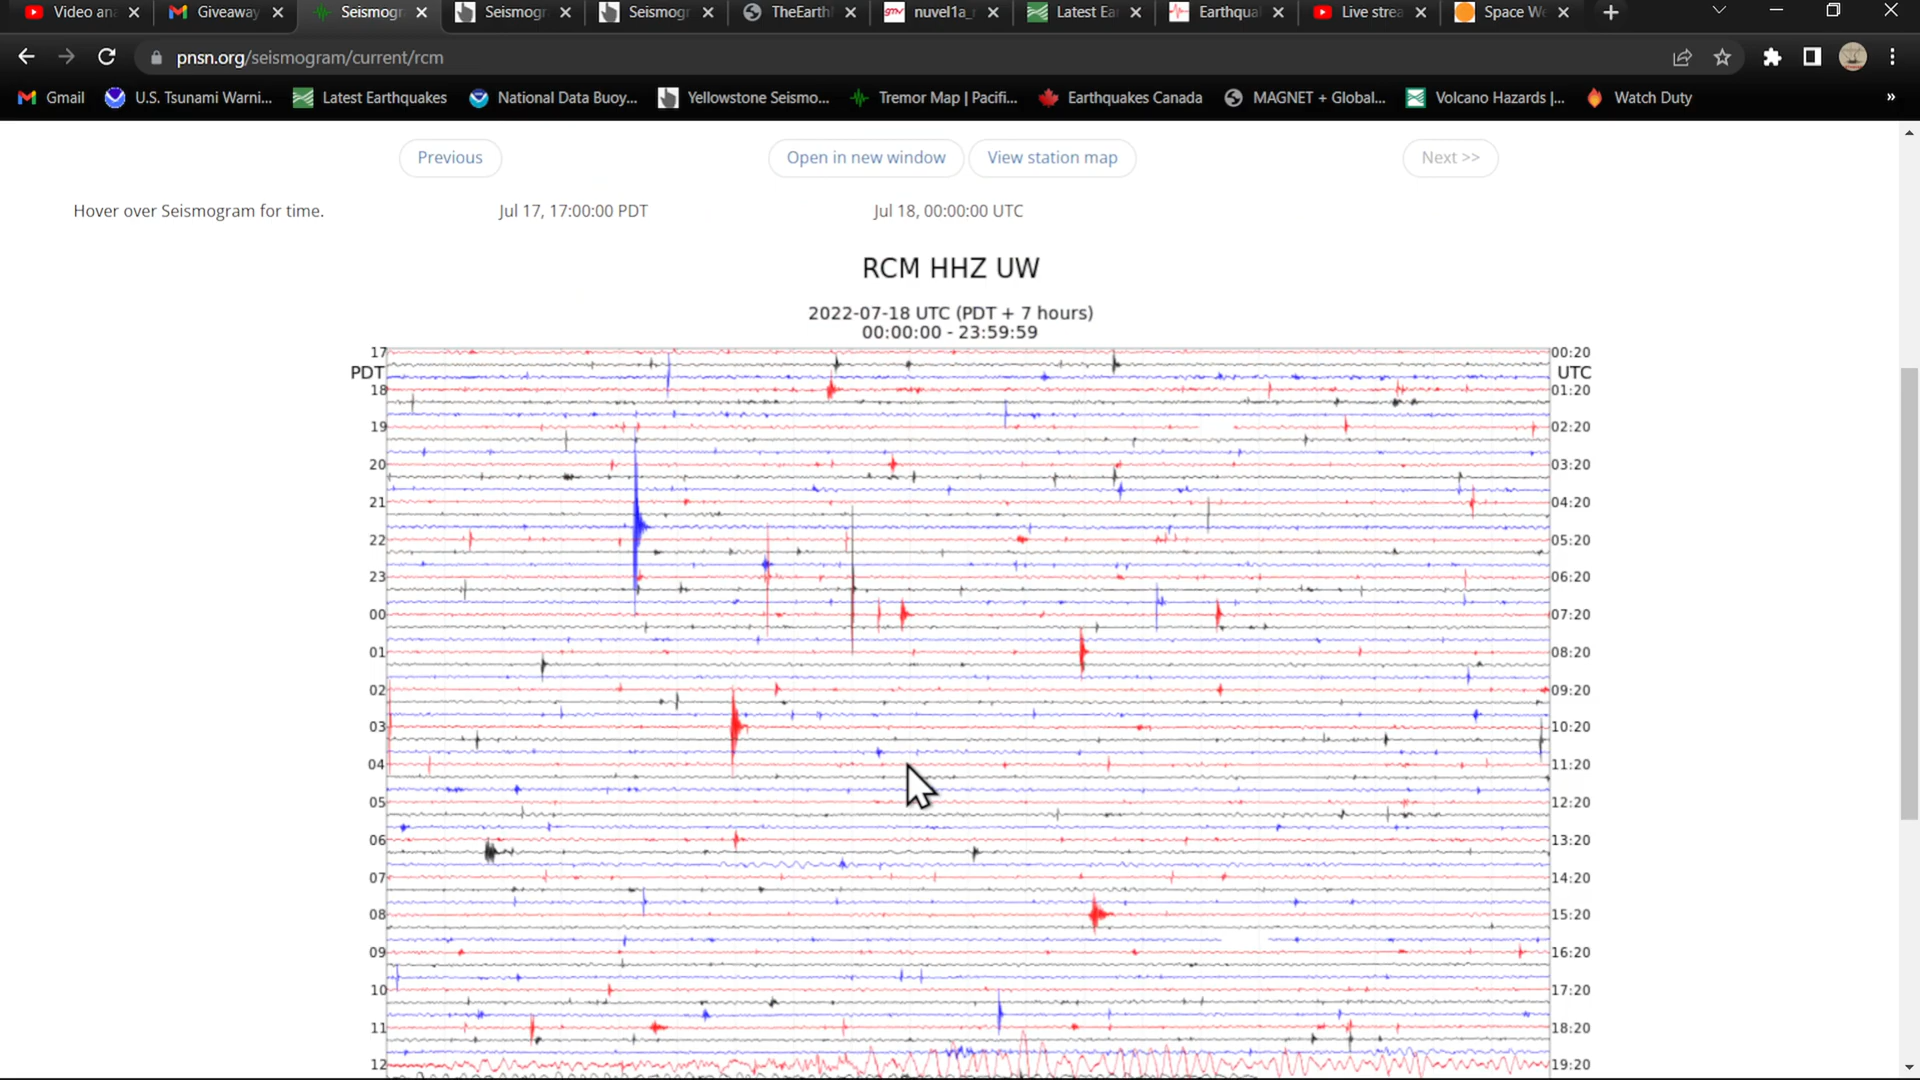 Video ana
Giveaway
Seismogr
Seismogr
Seismogr
TheEarth
nuvel1a_
Latest Ea
Earthqua
Live strea
Space We
pnsn.org/seismogram/current/rcm
Gmail
U.S. Tsunami Warni...
Latest Earthquakes
National Data Buoy...
Yellowstone Seismo...
Tremor Map | Pacifi...
Earthquakes Canada
MAGNET + Global...
Volcano Hazards |...
Watch Duty
»
Previous
Open in new window
View station map
Next >>
Hover over Seismogram for time.
Jul 17, 17:00:00 PDT
Jul 18, 00:00:00 UTC
RCM HHZ UW
2022-07-18 UTC (PDT + 7 hours)
00:00:00 - 23:59:59
17 00:20
PDT UTC
18 01:20
19 02:20
20 03:20
21 04:20
22 05:20
23 06:20
00 07:20
01 08:20
02 09:20
03 10:20
04 11:20
05 12:20
06 13:20
07 14:20
08 15:20
09 16:20
10 17:20
11 18:20
12 19:20